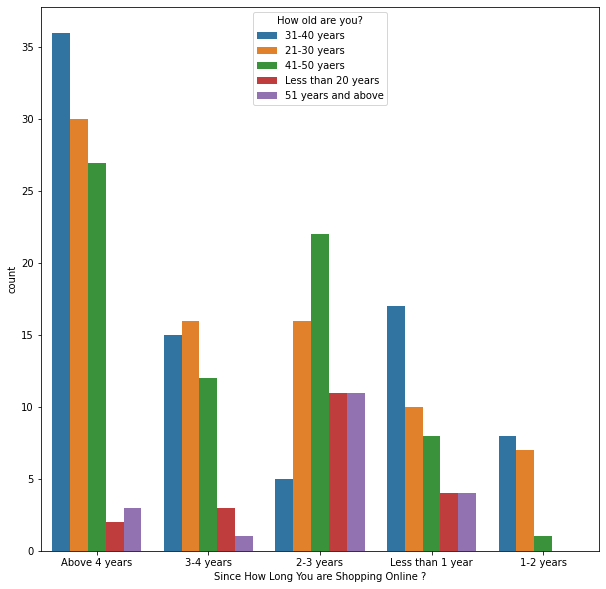 How old are you?
31-40 years
21-30 years
41-50 yaers
Less than 20 years
51 years and above
35
30
25
20
15
10
5
0
count
Above 4 years
3-4 years
2-3 years
Less than 1 year
1-2 years
Since How Long You are Shopping Online ?